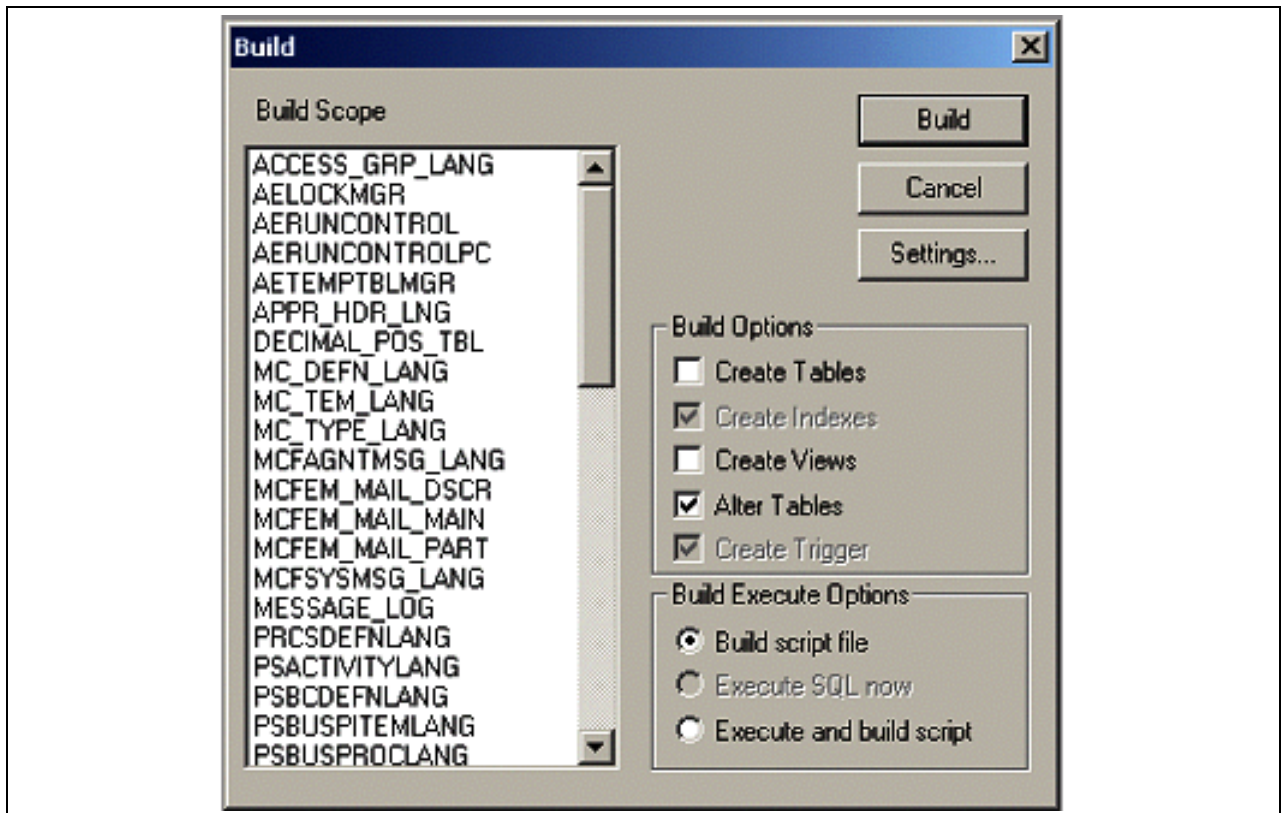 Build
Build Scope
ACCESS_GRP_LANG
AELOCKMGR
AERUNCONTROL
AERUNCONTROLPC
AETEMPTBLMGR
APPR_HDR_LNG
DECIMAL_POS_TBL
MC_DEFN_LANG
MC_TEM_LANG
MC_TYPE_LANG
MCFAGNTMSG_LANG
MCFEM_MAIL_DSCR
MCFEM_MAIL_MAIN
MCFEM_MAIL_PART
MCFSYSMSG_LANG
MESSAGE_LOG
PRCSDEFNLANG
PSACTIVITYLANG
PSBCDEFNLANG
PSBUSPITEMLANG
PSBUSPROCLANG
Build
Cancel
Settings...
Build Options
Create Tables
Create Indexes
Create Views
Alter Tables
Create Trigger
Build Execute Options
Build script file
Execute SQL now
Execute and build script